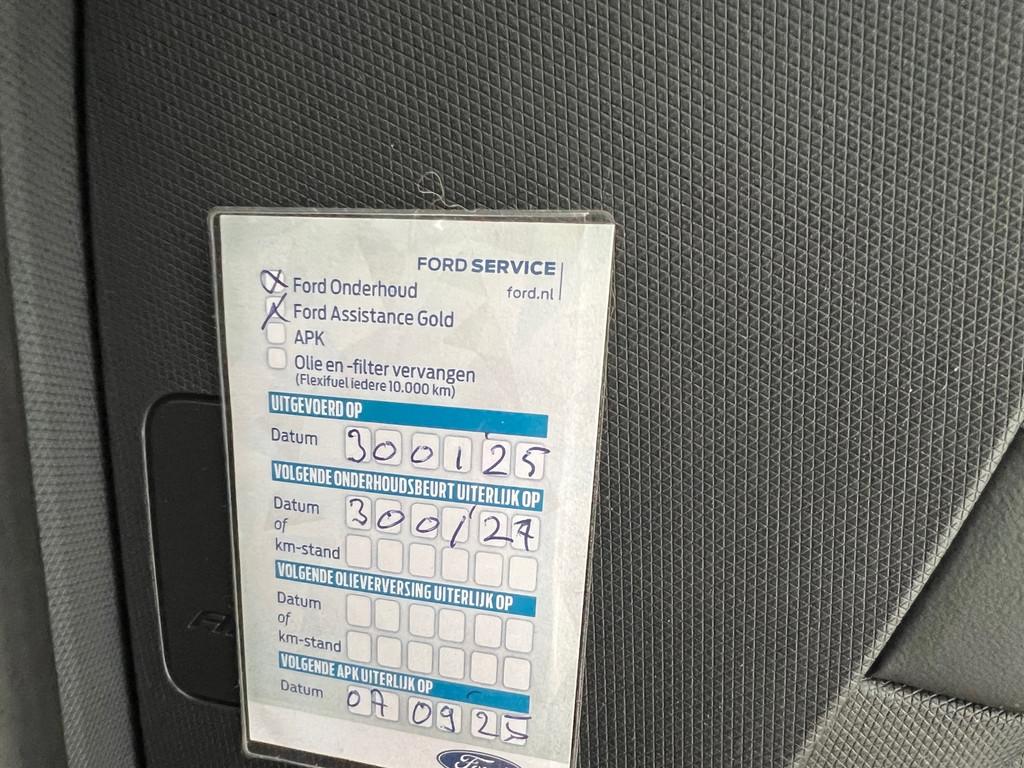 FORD SERVICE
ford.nl
X Ford Onderhoud
X Ford Assistance Gold
APK
Olie en -filter vervangen
(Flexifuel iedere 10.000 km)
UITGEVOERD OP
Datum 300125
VOLGENDE ONDERHOUDSBEURT UITERLIJK OP
Datum 300127
of
km-stand
VOLGENDE OLIEVERVERSING UITERLIJK OP
Datum
of
km-stand
VOLGENDE APK UITERLIJK OP
Datum 070925
Ford